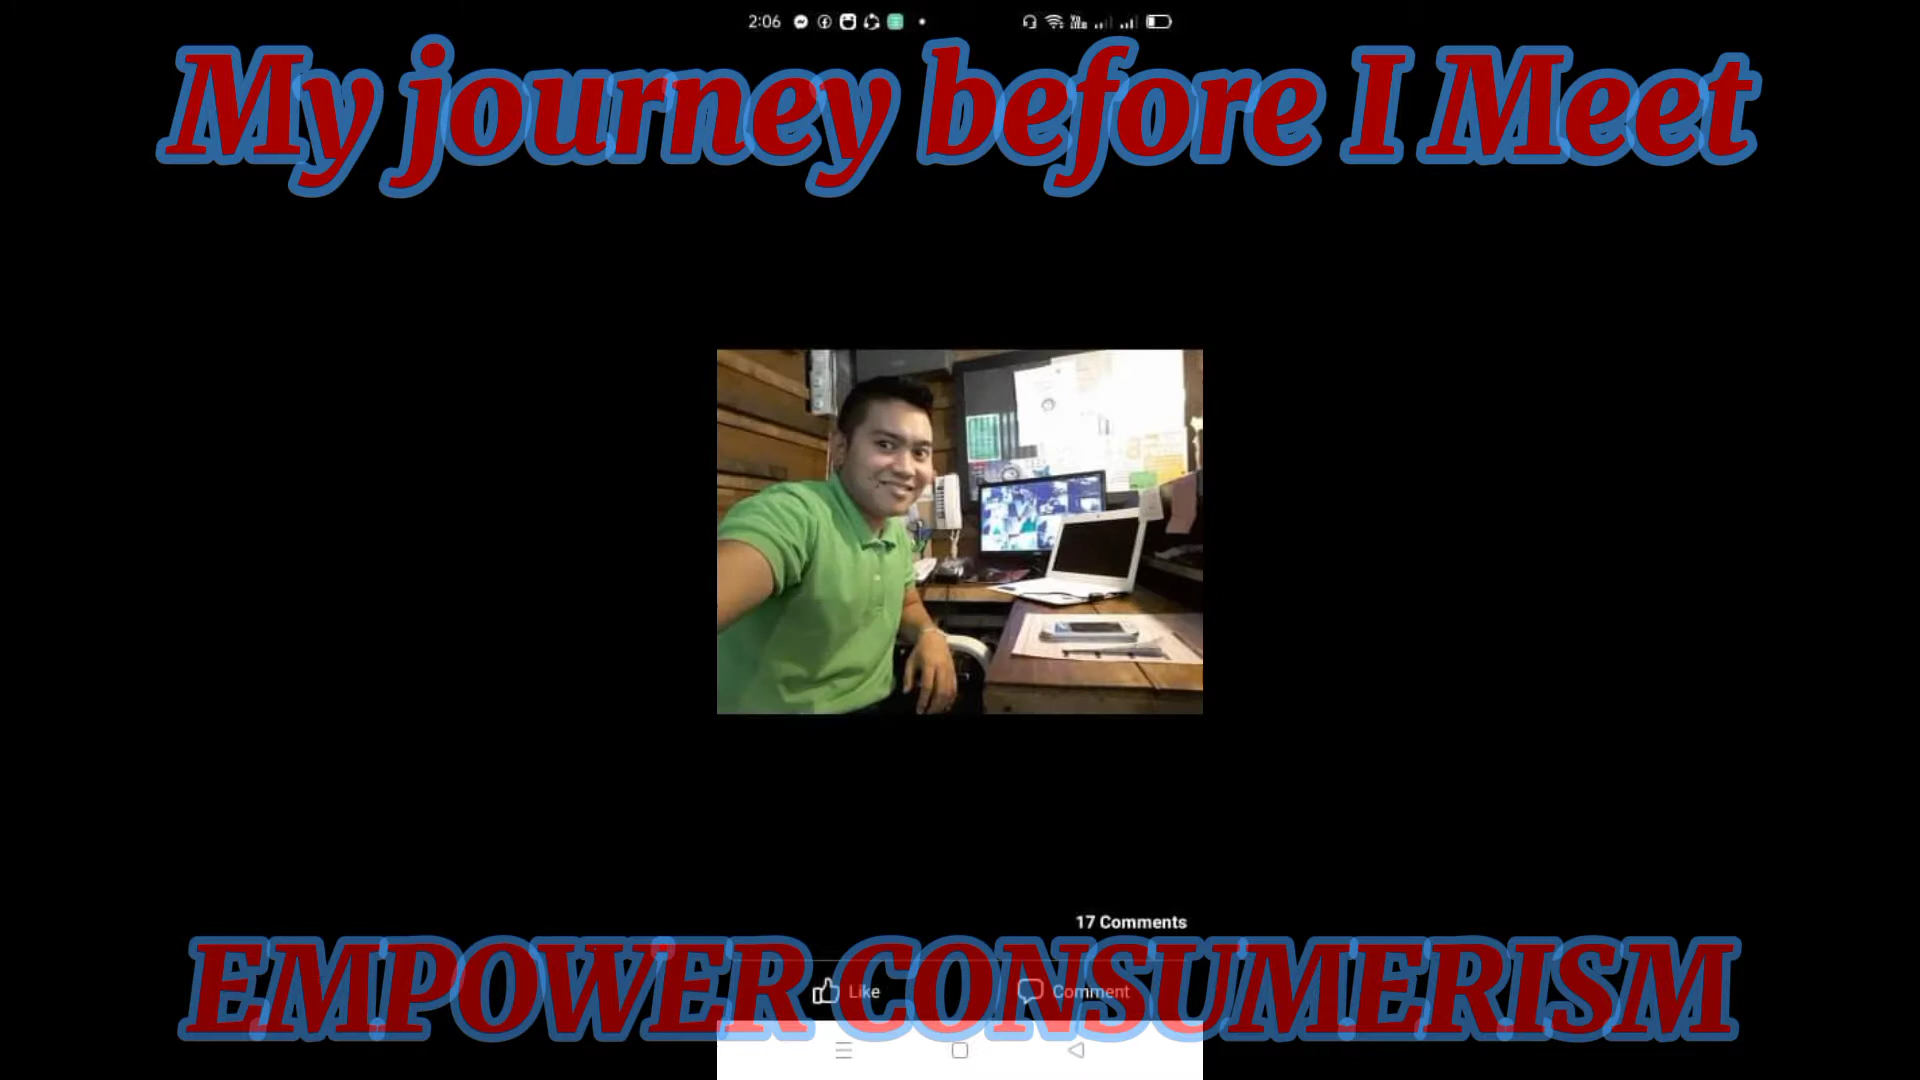 2:06
My journey before I Meet
17 Comments
EMPOWER CONSUMERISM
Like
Comment